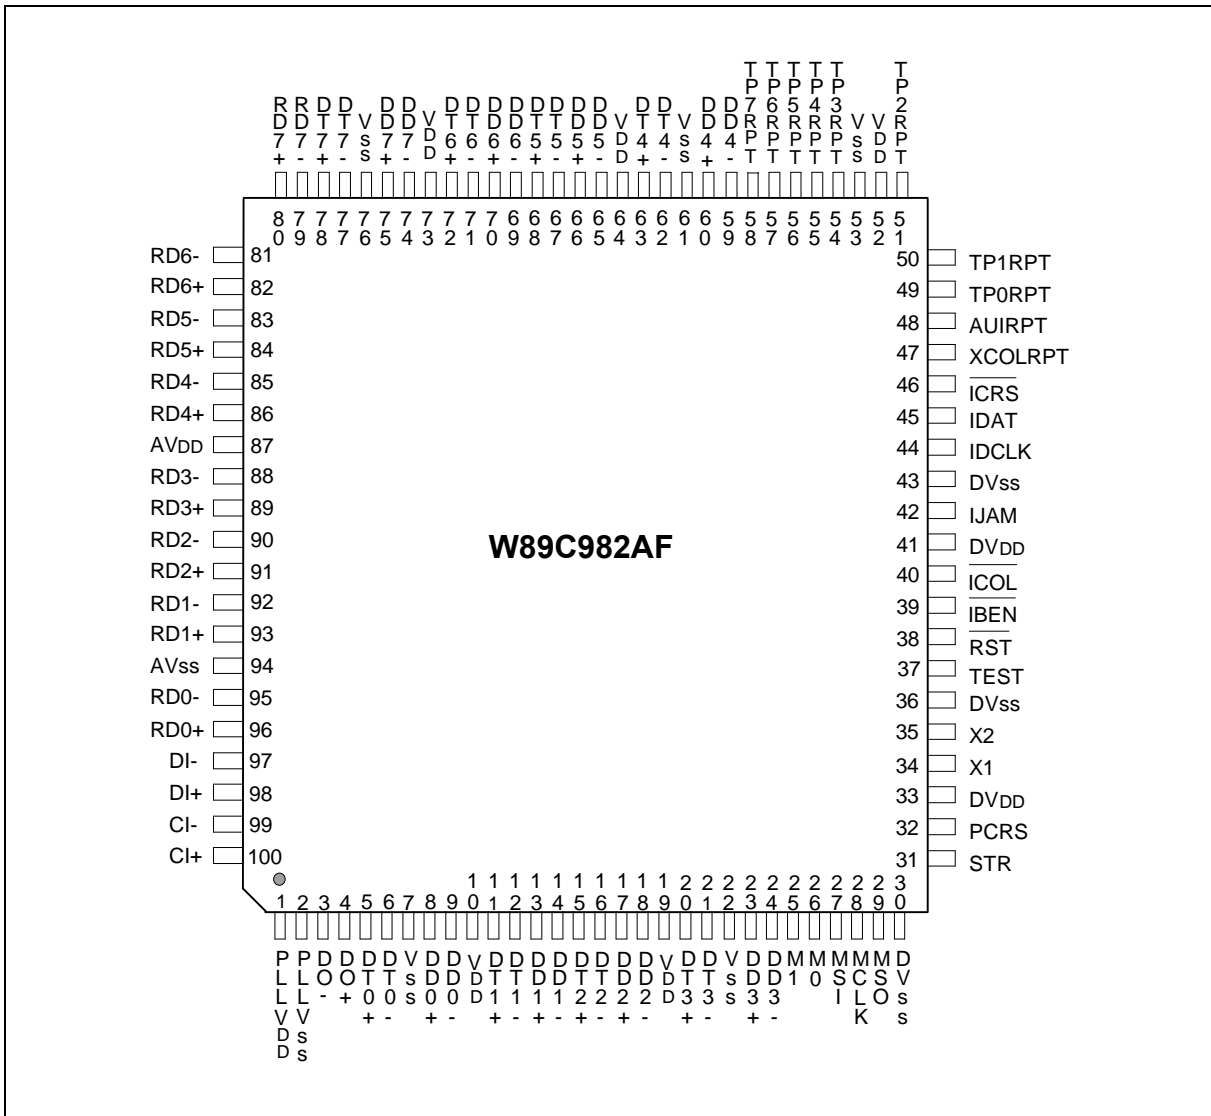 RD7+ RD7- DT7+ DT7- Vss DD7+ DD7- VDD DT6+ DT6- DD6+ DD6- DT5+ DT5- DD5+ DD5- VDD DT4+ DT4- Vss DD4+ DD4- TP7RPT TP6RPT TP5RPT TP4RPT TP3RPT Vss VDD TP2RPT
80 79 78 77 76 75 74 73 72 71 70 69 68 67 66 65 64 63 62 61 60 59 58 57 56 55 54 53 52 51
RD6- 81
RD6+ 82
RD5- 83
RD5+ 84
RD4- 85
RD4+ 86
AVDD 87
RD3- 88
RD3+ 89
RD2- 90
RD2+ 91
RD1- 92
RD1+ 93
AVss 94
RD0- 95
RD0+ 96
DI- 97
DI+ 98
CI- 99
CI+ 100
W89C982AF
50 TP1RPT
49 TP0RPT
48 AUIRPT
47 XCOLRPT
46 ICRS
45 IDAT
44 IDCLK
43 DVss
42 IJAM
41 DVDD
40 ICOL
39 IBEN
38 RST
37 TEST
36 DVss
35 X2
34 X1
33 DVDD
32 PCRS
31 STR
1 2 3 4 5 6 7 8 9 10 11 12 13 14 15 16 17 18 19 20 21 22 23 24 25 26 27 28 29 30
PLLVDD PLLVss DO- DO+ DT0+ DT0- Vss DD0+ DD0- VDD DT1+ DT1- DD1+ DD1- DT2+ DT2- DD2+ DD2- VDD DT3+ DT3- Vss DD3+ DD3- M1 M0 MSI MCLK MSO DVss